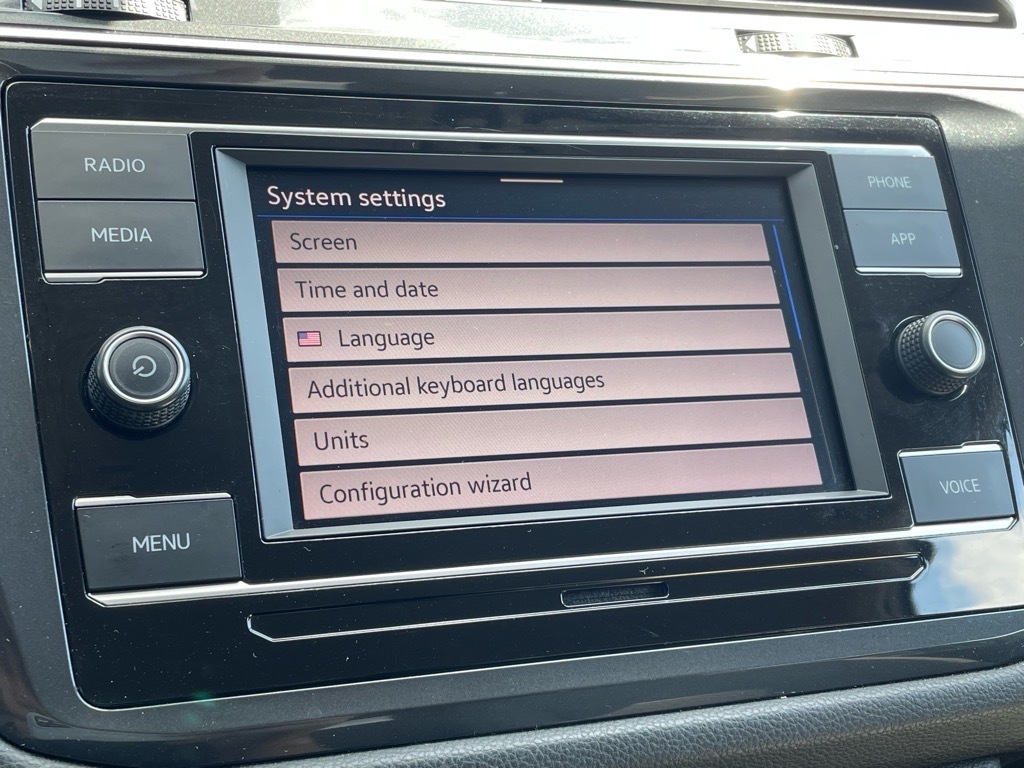 RADIO
MEDIA
MENU
System settings
Screen
Time and date
Language
Additional keyboard languages
Units
Configuration wizard
PHONE
APP
VOICE